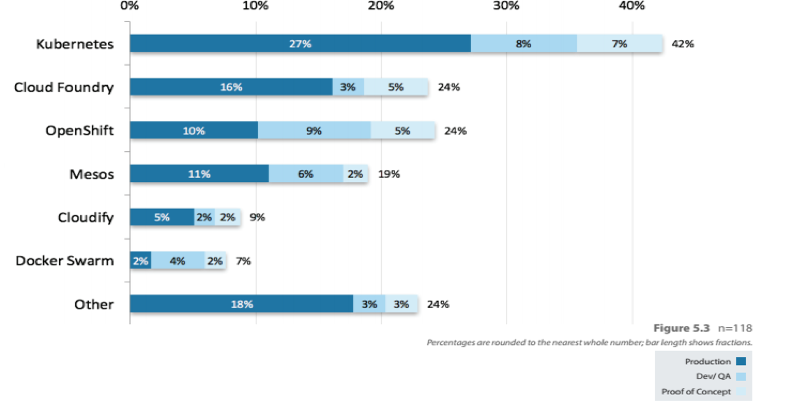 0% 10% 20% 30% 40%
Kubernetes 27% 8% 7% 42%
Cloud Foundry 16% 3% 5% 24%
OpenShift 10% 9% 5% 24%
Mesos 11% 6% 2% 19%
Cloudify 5% 2% 2% 9%
Docker Swarm 2% 4% 2% 7%
Other 18% 3% 3% 24%
Figure 5.3 n=118
Percentages are rounded to the nearest whole number; bar length shows fractions.
Production
Dev/ QA
Proof of Concept